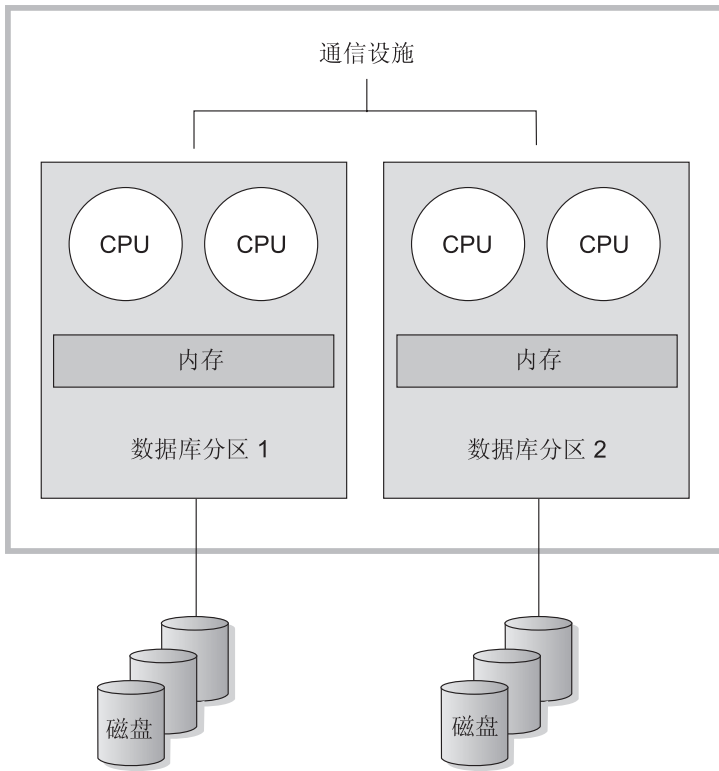 通信设施
CPU CPU
CPU CPU
内存
内存
数据库分区 1
数据库分区 2
磁盘
磁盘